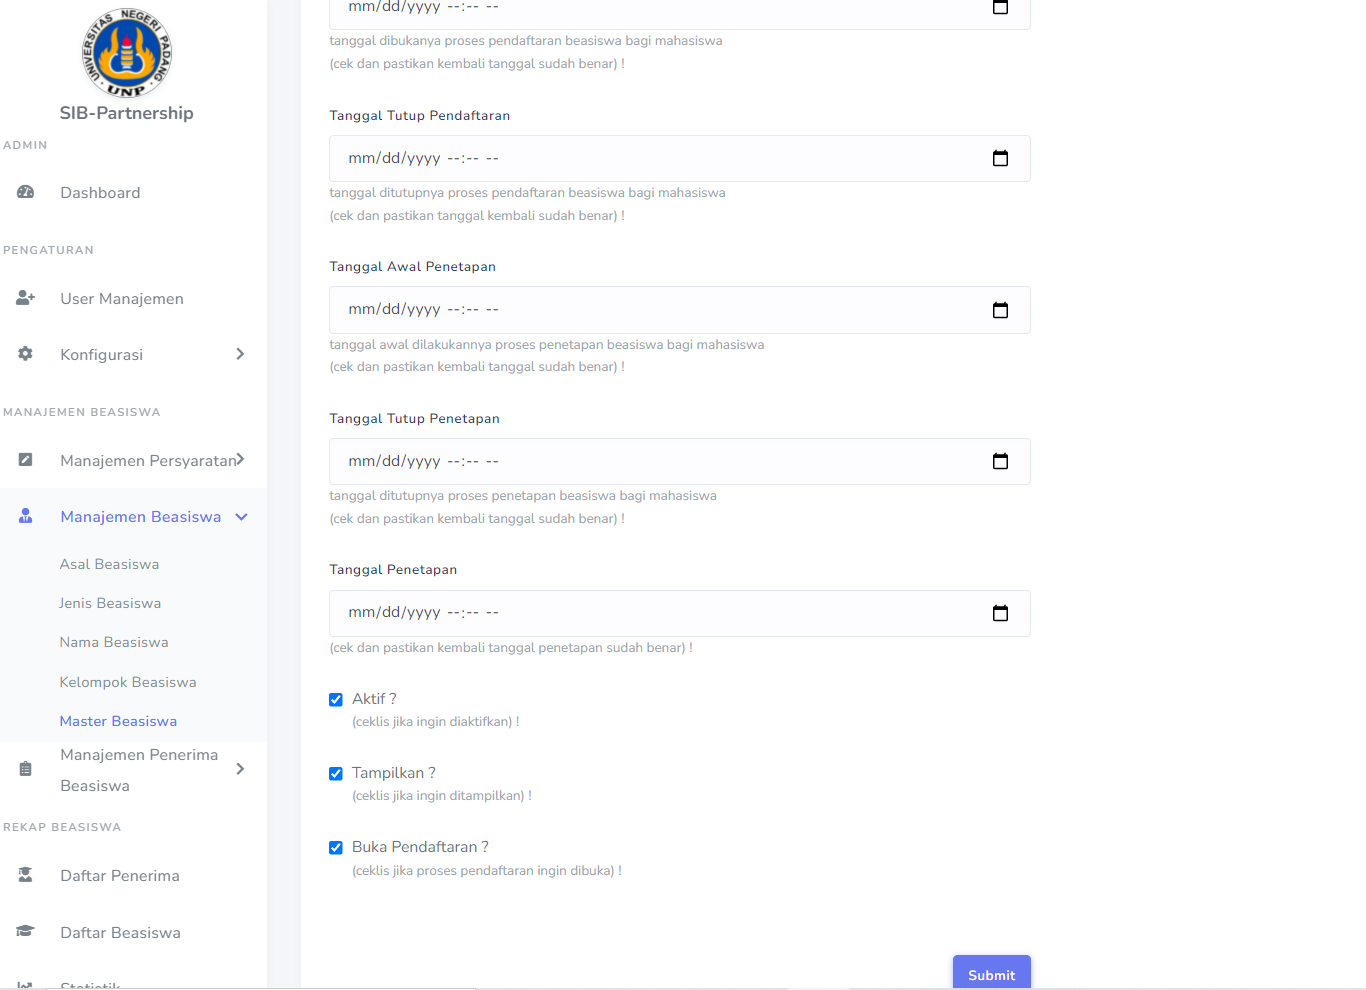 UNIVERSITAS NEGERI PADANG
UNP
SIB-Partnership
ADMIN
Dashboard
PENGATURAN
User Manajemen
Konfigurasi
MANAJEMEN BEASISWA
Manajemen Persyaratan
Manajemen Beasiswa
Asal Beasiswa
Jenis Beasiswa
Nama Beasiswa
Kelompok Beasiswa
Master Beasiswa
Manajemen Penerima
Beasiswa
REKAP BEASISWA
Daftar Penerima
Daftar Beasiswa
Statistik
mm/dd/yyyy --:-- --
tanggal dibukanya proses pendaftaran beasiswa bagi mahasiswa
(cek dan pastikan kembali tanggal sudah benar) !
Tanggal Tutup Pendaftaran
mm/dd/yyyy --:-- --
tanggal ditutupnya proses pendaftaran beasiswa bagi mahasiswa
(cek dan pastikan tanggal kembali sudah benar) !
Tanggal Awal Penetapan
mm/dd/yyyy --:-- --
tanggal awal dilakukannya proses penetapan beasiswa bagi mahasiswa
(cek dan pastikan kembali tanggal sudah benar) !
Tanggal Tutup Penetapan
mm/dd/yyyy --:-- --
tanggal ditutupnya proses penetapan beasiswa bagi mahasiswa
(cek dan pastikan kembali tanggal sudah benar) !
Tanggal Penetapan
mm/dd/yyyy --:-- --
(cek dan pastikan kembali tanggal penetapan sudah benar) !
Aktif ?
(ceklis jika ingin diaktifkan) !
Tampilkan ?
(ceklis jika ingin ditampilkan) !
Buka Pendaftaran ?
(ceklis jika proses pendaftaran ingin dibuka) !
Submit